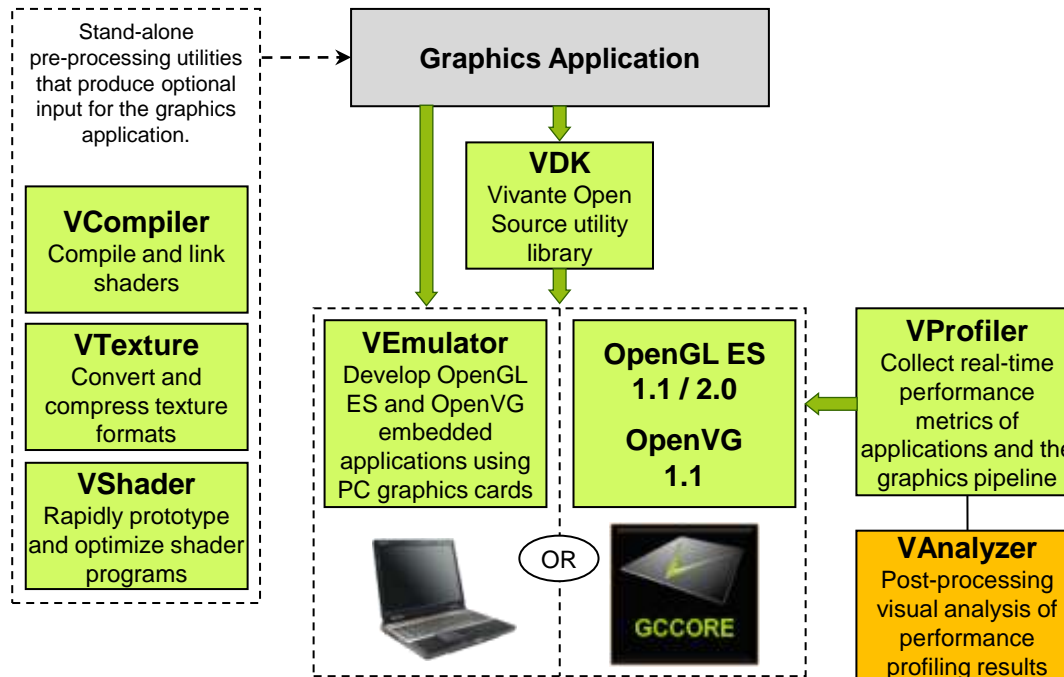 Stand-alone
pre-processing utilities
that produce optional
input for the graphics
application.
VCompiler
Compile and link
shaders
VTexture
Convert and
compress texture
formats
VShader
Rapidly prototype
and optimize shader
programs
Graphics Application
VDK
Vivante Open
Source utility
library
VEmulator
Develop OpenGL
ES and OpenVG
embedded
applications using
PC graphics cards
OpenGL ES
1.1 / 2.0
OpenVG
1.1
OR
GCCORE
VProfiler
Collect real-time
performance
metrics of
applications and the
graphics pipeline
VAnalyzer
Post-processing
visual analysis of
performance
profiling results